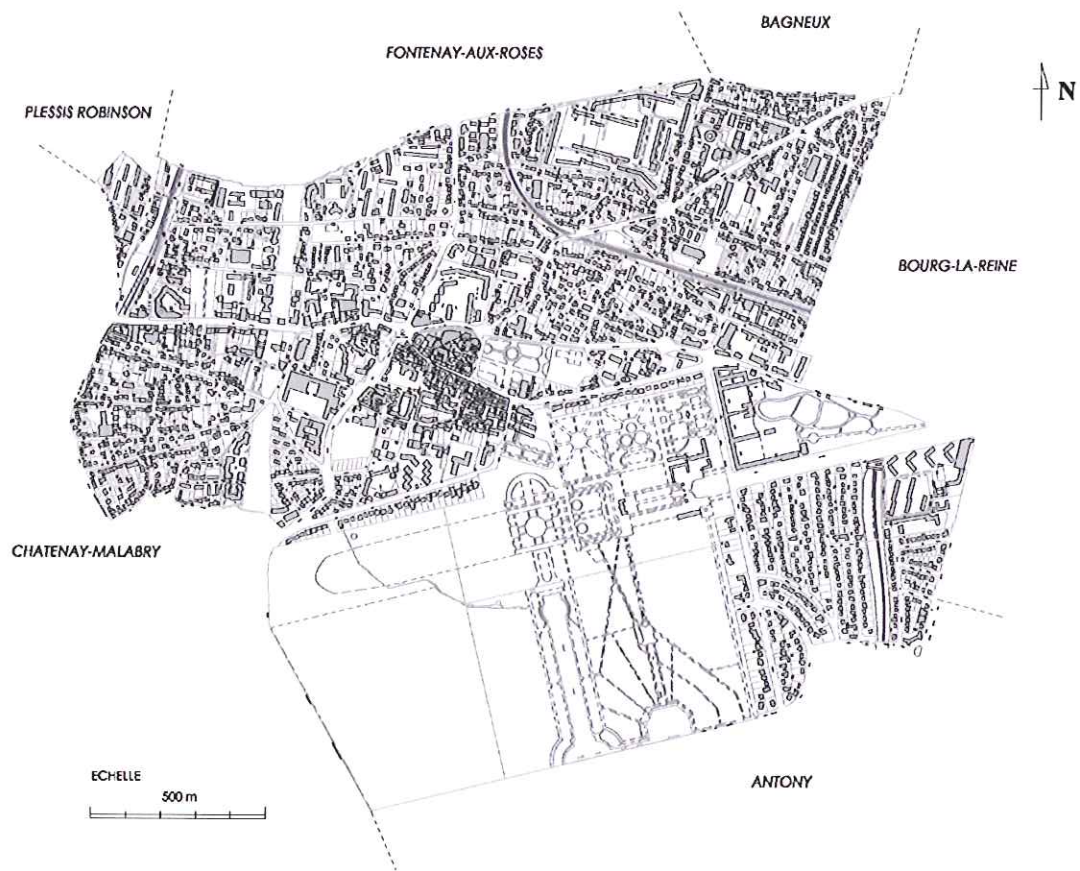 BAGNEUX
FONTENAY-AUX-ROSES
N
PLESSIS ROBINSON
BOURG-LA-REINE
CHATENAY-MALABRY
ECHELLE
500 m
ANTONY